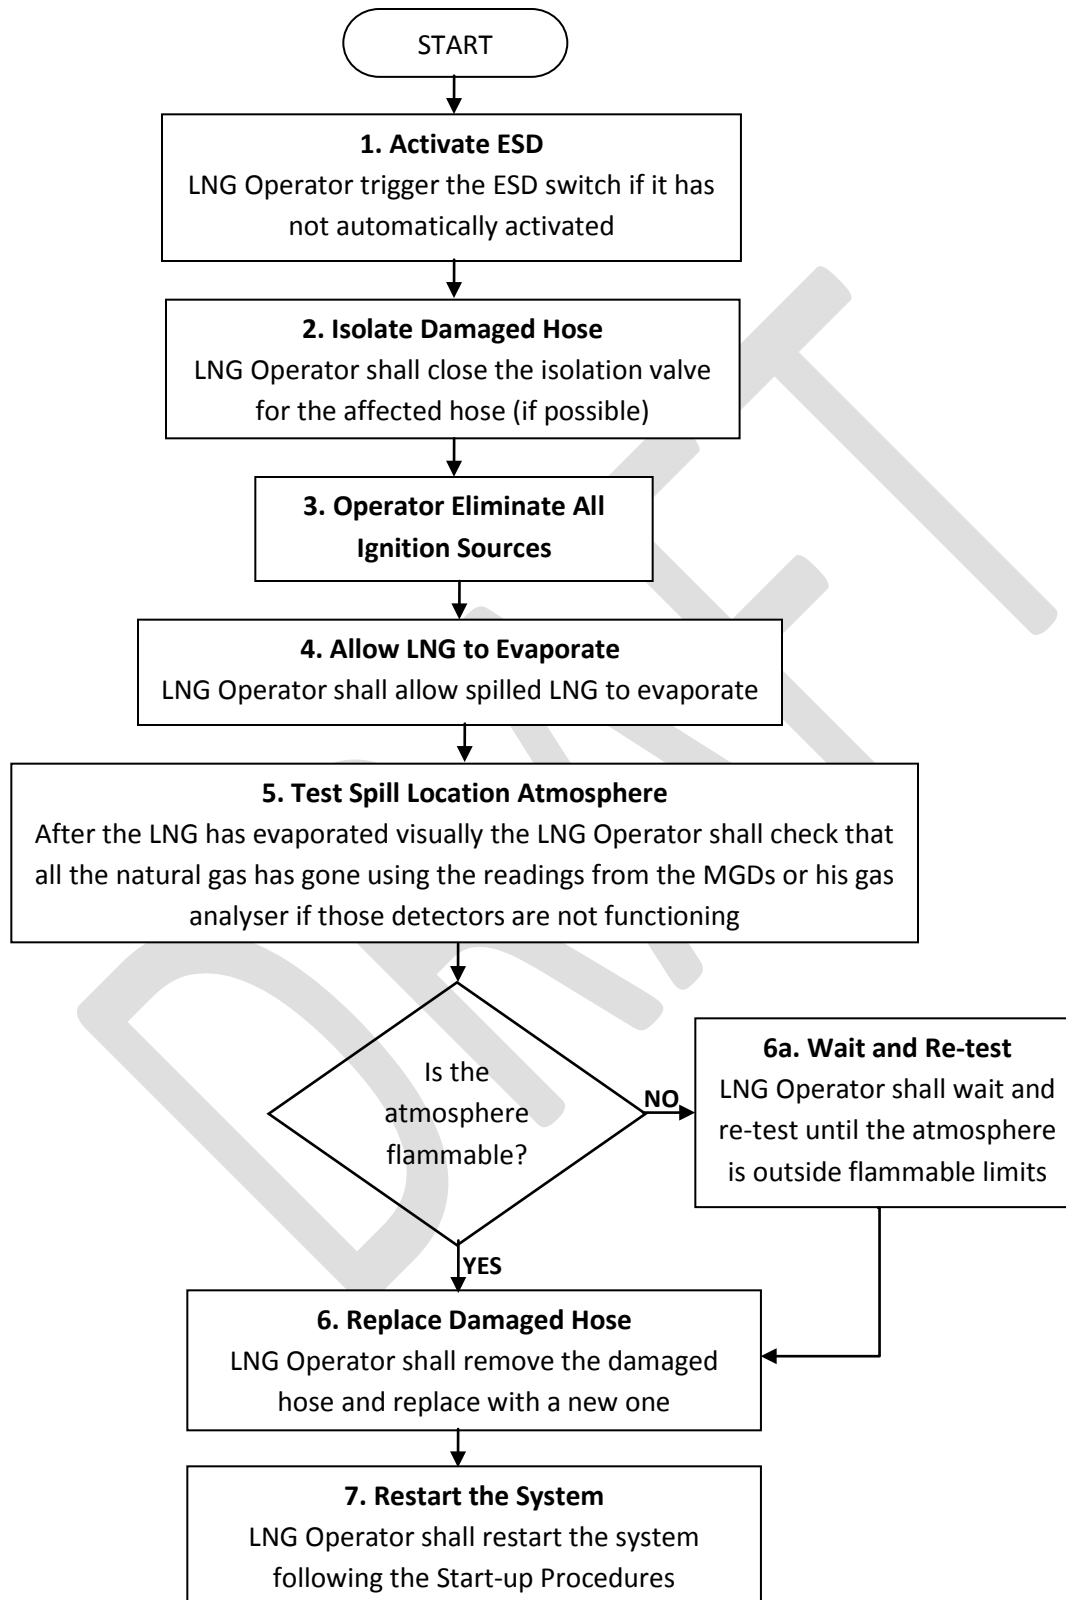 START
1. Activate ESD
LNG Operator trigger the ESD switch if it has
not automatically activated
2. Isolate Damaged Hose
LNG Operator shall close the isolation valve
for the affected hose (if possible)
3. Operator Eliminate All
Ignition Sources
4. Allow LNG to Evaporate
LNG Operator shall allow spilled LNG to evaporate
5. Test Spill Location Atmosphere
After the LNG has evaporated visually the LNG Operator shall check that
all the natural gas has gone using the readings from the MGDs or his gas
analyser if those detectors are not functioning
Is the
atmosphere
flammable?
NO
6a. Wait and Re-test
LNG Operator shall wait and
re-test until the atmosphere
is outside flammable limits
YES
6. Replace Damaged Hose
LNG Operator shall remove the damaged
hose and replace with a new one
7. Restart the System
LNG Operator shall restart the system
following the Start-up Procedures
DRAFT